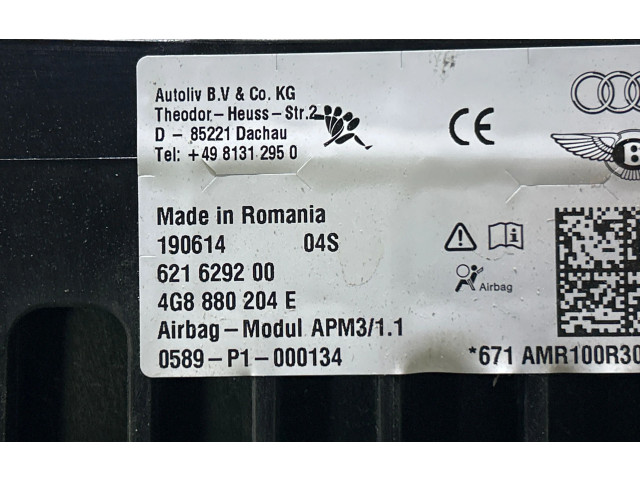 Autoliv B.V & Co. KG
Theodor-Heuss-Str.2
D - 85221 Dachau
Tel: +49 8131 295 0
CE
B
Made in Romania
190614 04S
621 6292 00
4G8 880 204 E
Airbag-Modul APM3/1.1
0589-P1-000134
Airbag
*671 AMR100R30